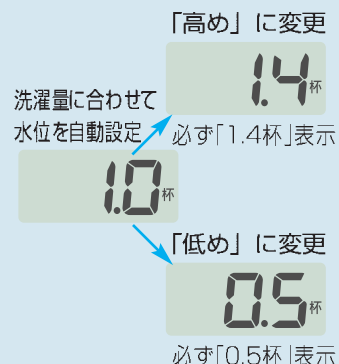 「高め」に変更
1.4杯
必ず「1.4杯」表示
洗濯量に合わせて
水位を自動設定
1.0杯
「低め」に変更
0.5杯
必ず「0.5杯」表示